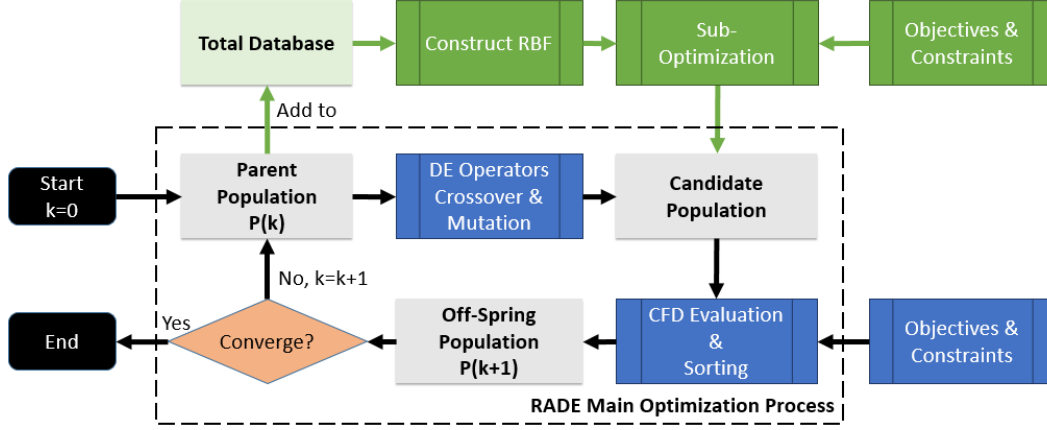 Total Database
Construct RBF
Sub-
Optimization
Objectives &
Constraints
Add to
Start
k=0
Parent
Population
P(k)
DE Operators
Crossover &
Mutation
Candidate
Population
No, k=k+1
End
Yes
Converge?
Off-Spring
Population
P(k+1)
CFD Evaluation
&
Sorting
Objectives &
Constraints
RADE Main Optimization Process